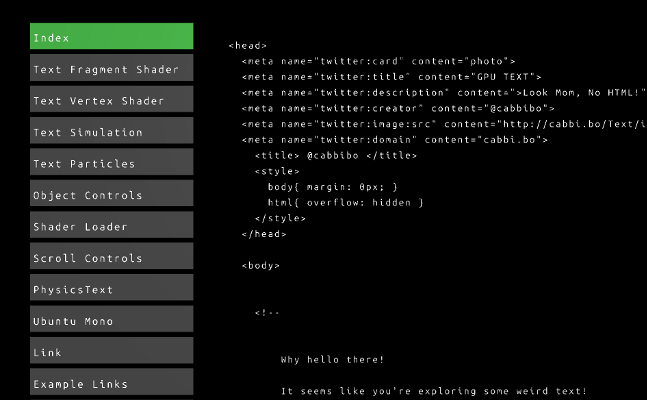 Index
Text Fragment Shader
Text Vertex Shader
Text Simulation
Text Particles
Object Controls
Shader Loader
Scroll Controls
PhysicsText
Ubuntu Mono
Link
Example Links
<head>
<meta name="twitter:card" content="photo">
<meta name="twitter:title" content="GPU TEXT">
<meta name="twitter:description" content=">Look Mom, No HTML!"
<meta name="twitter:creator" content="@cabbibo">
<meta name="twitter:image:src" content="http://cabbi.bo/Text/i
<meta name="twitter:domain" content="cabbi.bo">
<title> @cabbibo </title>
<style>
body{ margin: 0px; }
html{ overflow: hidden }
</style>
</head>
<body>
<!--
Why hello there!
It seems like you're exploring some weird text!